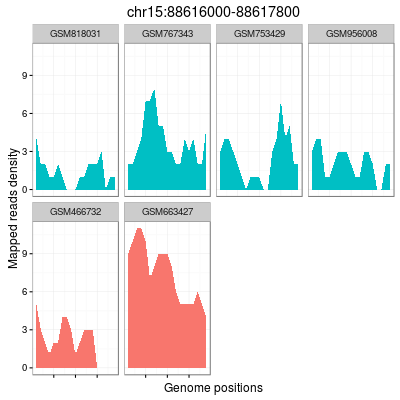 chr15:88616000-88617800
GSM818031 GSM767343 GSM753429 GSM956008
9
6
3
0
Mapped reads density
GSM466732 GSM663427
9
6
3
0
Genome positions